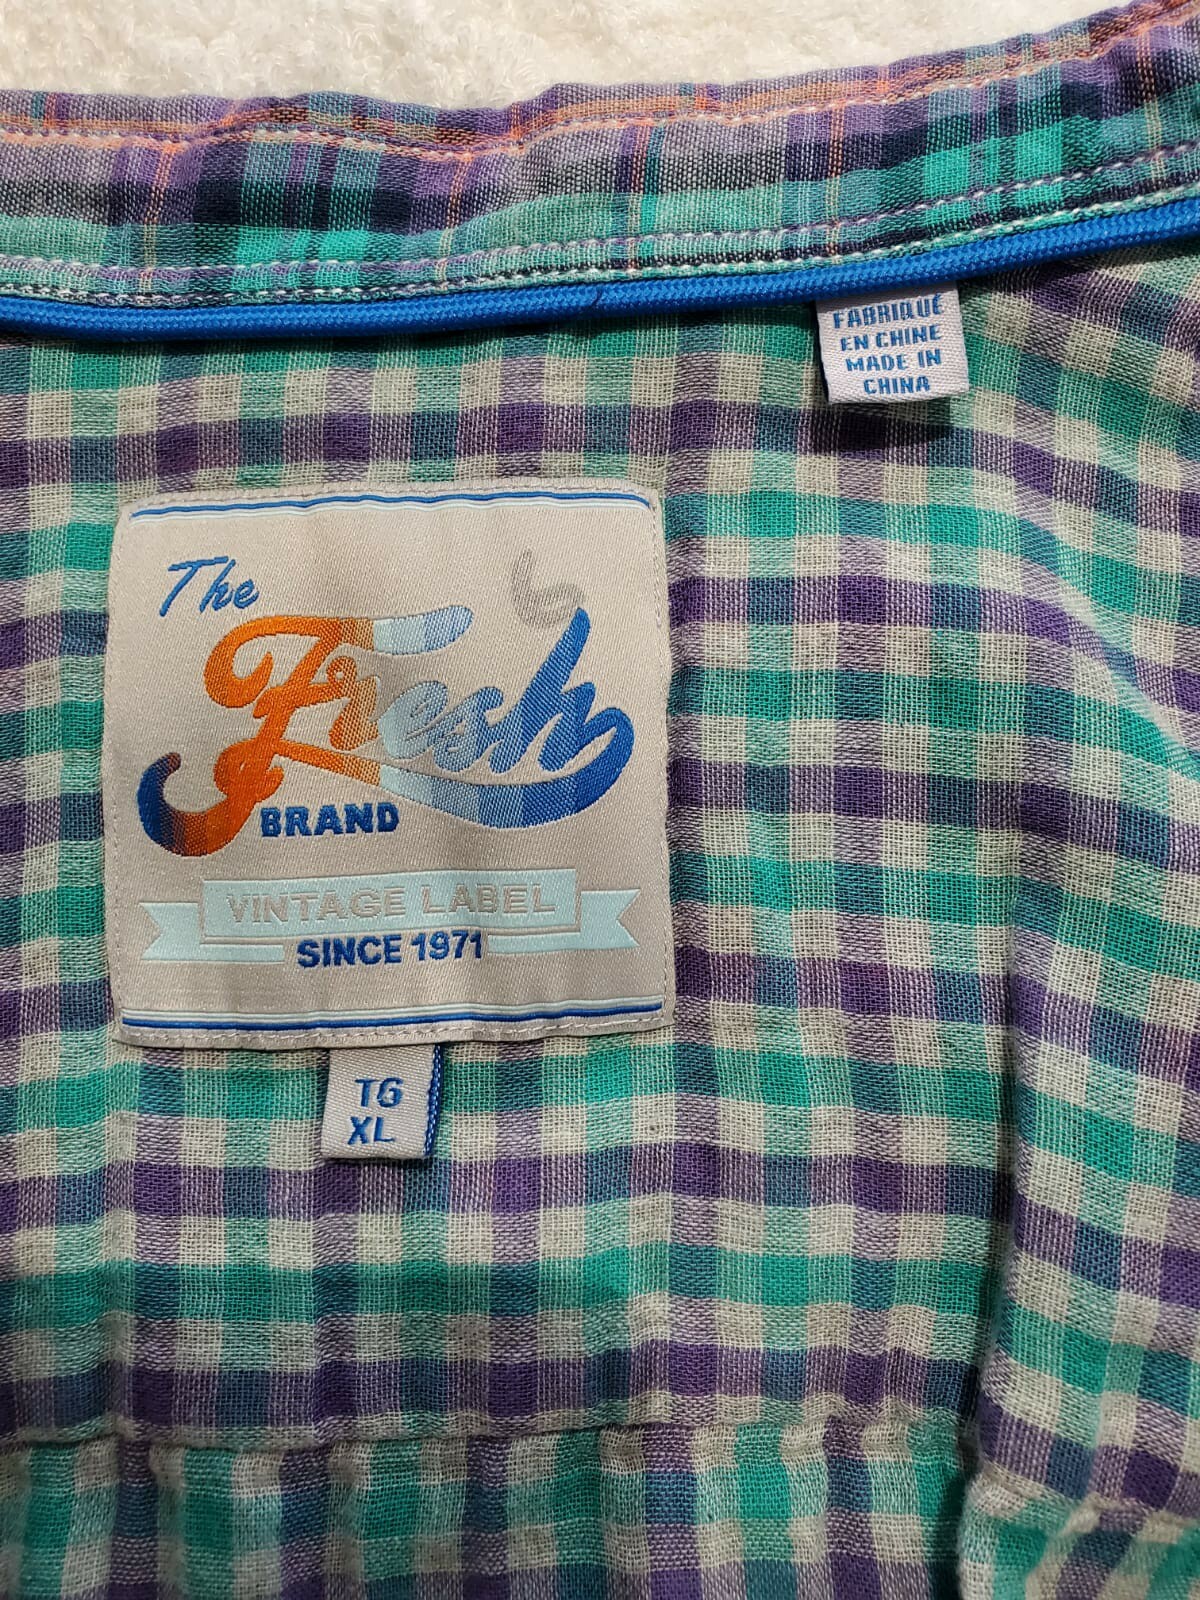 FABRIQUÉ
EN CHINE
MADE IN
CHINA
The
Fresh
BRAND
VINTAGE LABEL
SINCE 1971
TG
XL